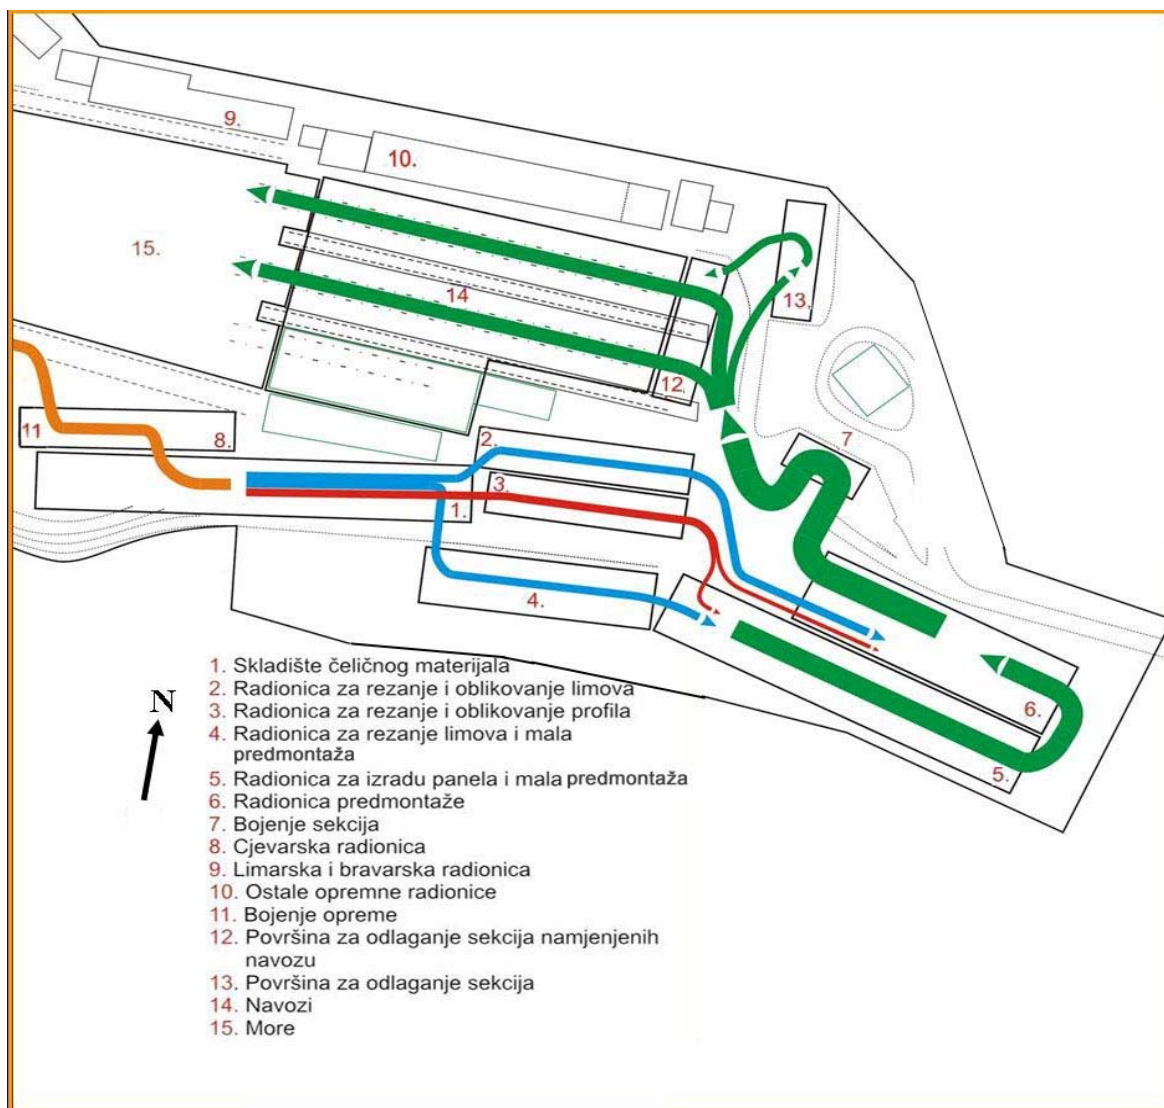 9.
10.
15.
14
13.
12.
7
11
8.
2.
3.
1.
4.
6.
5.
N
1. Skladište čeličnog materijala
2. Radionica za rezanje i oblikovanje limova
3. Radionica za rezanje i oblikovanje profila
4. Radionica za rezanje limova i mala
predmontaža
5. Radionica za izradu panela i mala predmontaža
6. Radionica predmontaže
7. Bojenje sekcija
8. Cjevarska radionica
9. Limarska i bravarska radionica
10. Ostale opremne radionice
11. Bojenje opreme
12. Površina za odlaganje sekcija namjenjenih
navozu
13. Površina za odlaganje sekcija
14. Navozi
15. More